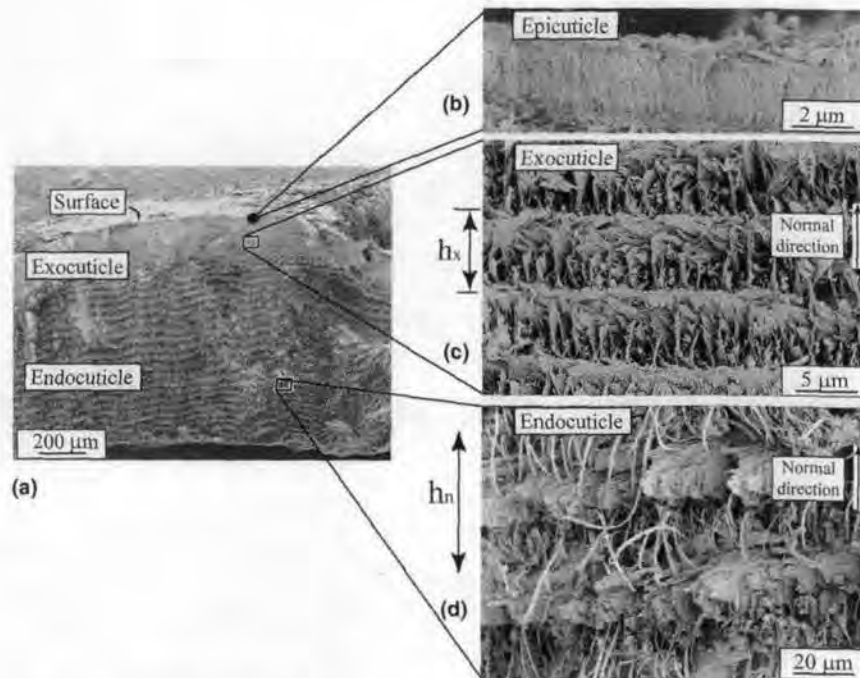 Epicuticle
(b)
2 μm
Surface
Exocuticle
Endocuticle
200 μm
(a)
Exocuticle
hx
Normal
direction
(c)
5 μm
Endocuticle
hn
Normal
direction
(d)
20 μm